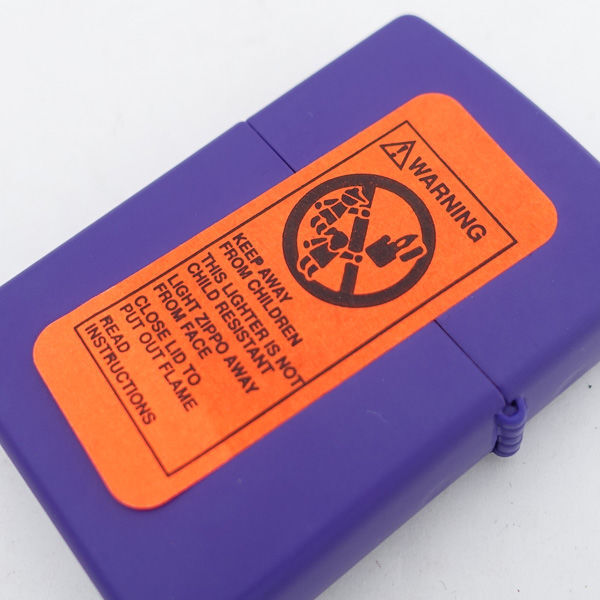 WARNING
KEEP AWAY
FROM CHILDREN
THIS LIGHTER IS NOT
CHILD RESISTANT
LIGHT ZIPPO AWAY
FROM FACE
CLOSE LID TO
PUT OUT FLAME
READ
INSTRUCTIONS